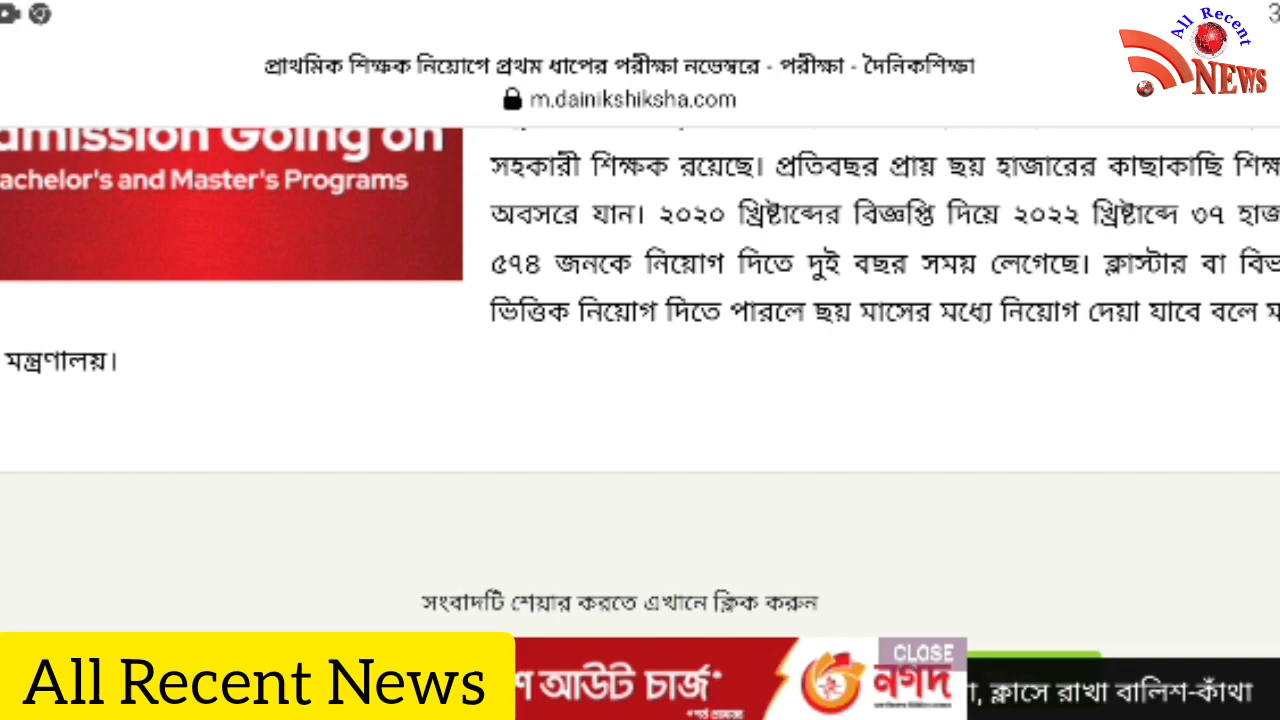 প্রাথমিক শিক্ষক নিয়োগে প্রথম ধাপের পরীক্ষা নভেম্বরে - পরীক্ষা - দৈনিকশিক্ষা
m.dainikshiksha.com
All Recent
NEWS
Going on
and Master's Programs
সহকারী শিক্ষক রয়েছে। প্রতিবছর প্রায় ছয় হাজারের কাছাকাছি
অবসরে যান। ২০২০ খ্রিষ্টাব্দের বিজ্ঞপ্তি দিয়ে ২০২২ খ্রিষ্টাব্দে ৩৭
৫৭৪ জনকে নিয়োগ দিতে দুই বছর সময় লেগেছে। ক্লাস্টার বা
ভিত্তিক নিয়োগ দিতে পারলে ছয় মাসের মধ্যে নিয়োগ দেয়া যাবে বলে
মন্ত্রণালয়।
সংবাদটি শেয়ার করতে এখানে ক্লিক করুন
All Recent News
আউট চার্জ*
নগদ
CLOSE
, ক্লাসে রাখা বালিশ-কাঁথা